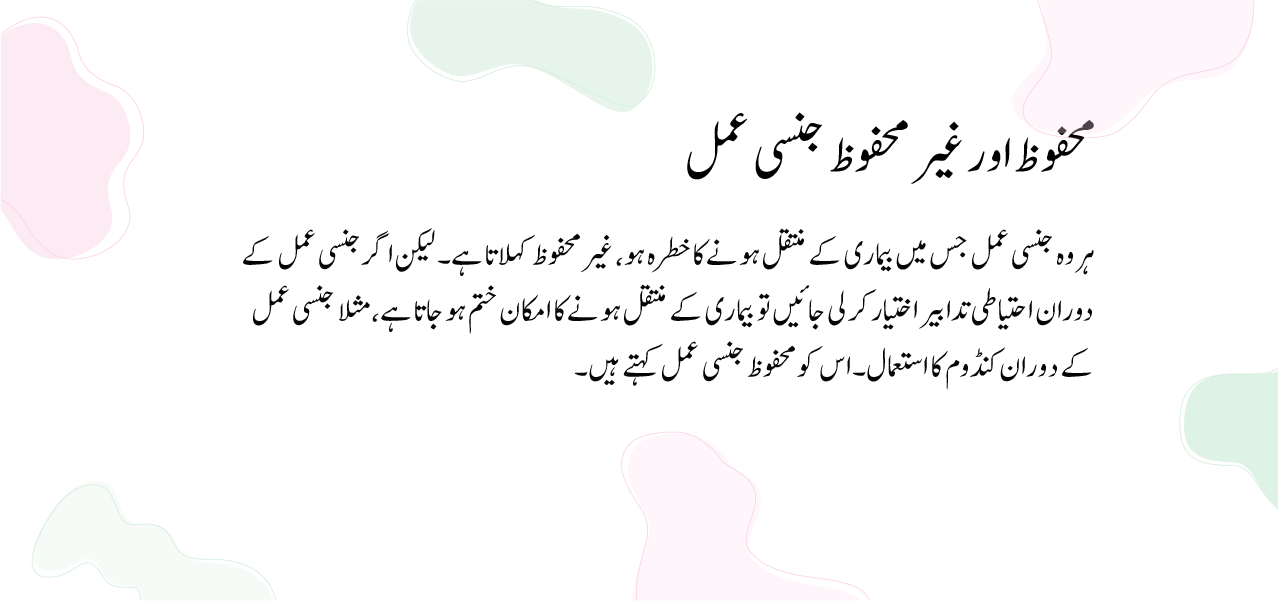 محفوظ اور غیر محفوظ جنسی عمل
ہر وہ جنسی عمل جس میں بیماری کے منتقل ہونے کا خطرہ ہو، غیر محفوظ کہلاتا ہے۔ لیکن اگر جنسی عمل کے
دوران احتیاطی تدابیر اختیار کر لی جائیں تو بیماری کے منتقل ہونے کا امکان ختم ہو جاتا ہے، مثلا جنسی عمل
کے دوران کنڈوم کا استعمال۔ اس کو محفوظ جنسی عمل کہتے ہیں۔